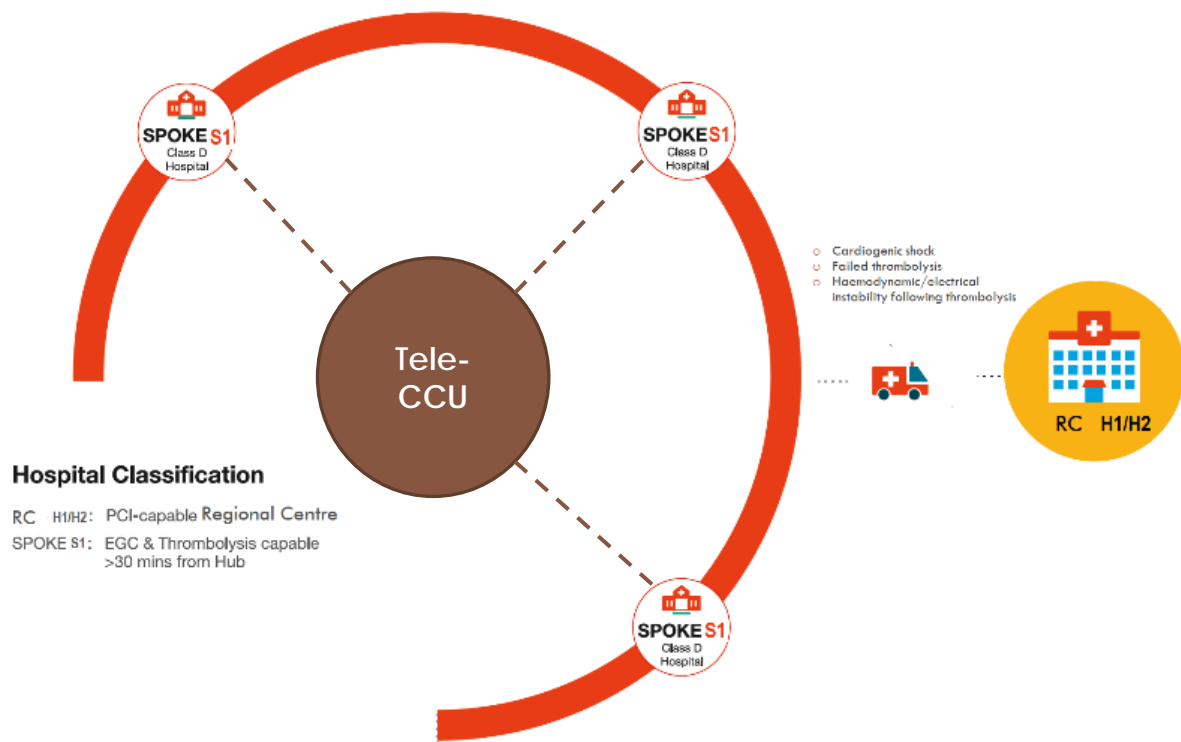 SPOKE S1
Class D
Hospital
SPOKE S1
Class D
Hospital
Cardiogenic shock
Failed thrombolysis
Haemodynamic/electrical
instability following thrombolysis
Tele-
CCU
RC H1/H2
Hospital Classification
RC H1/H2: PCI-capable Regional Centre
SPOKE S1: EGC & Thrombolysis capable
>30 mins from Hub
SPOKE S1
Class D
Hospital